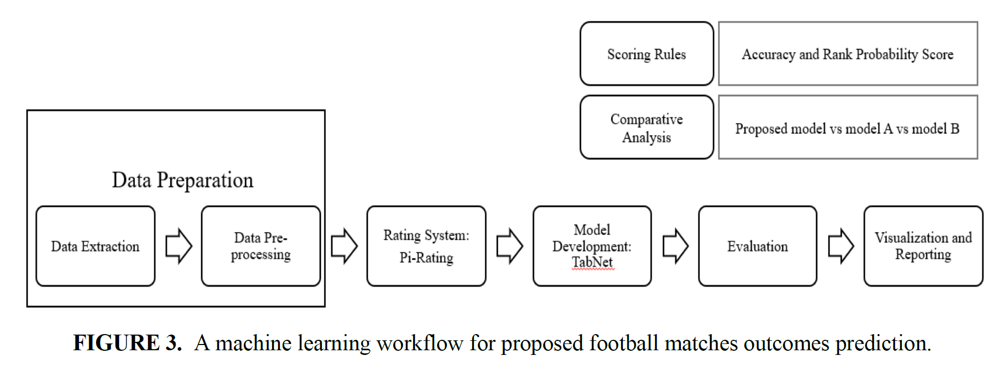 Scoring Rules
Accuracy and Rank Probability Score
Comparative
Analysis
Proposed model vs model A vs model B
Data Preparation
Data Extraction
Data Pre-
processing
Rating System:
Pi-Rating
Model
Development:
TabNet
Evaluation
Visualization and
Reporting
FIGURE 3. A machine learning workflow for proposed football matches outcomes prediction.